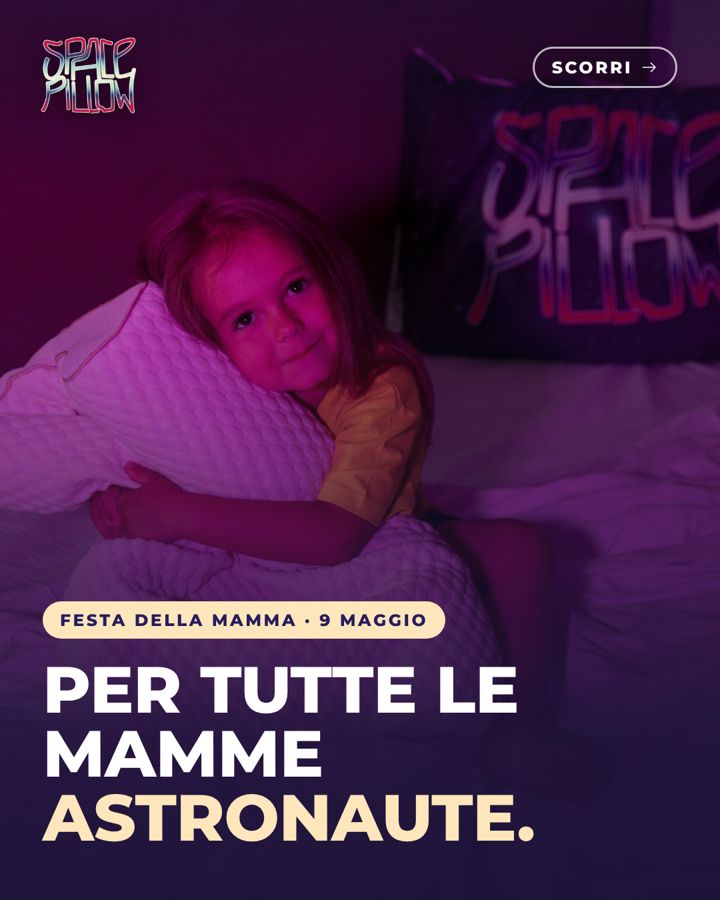 SPACE
PILLOW
SCORRI →
SPACE
PILLOW
FESTA DELLA MAMMA · 9 MAGGIO
PER TUTTE LE
MAMME
ASTRONAUTE.